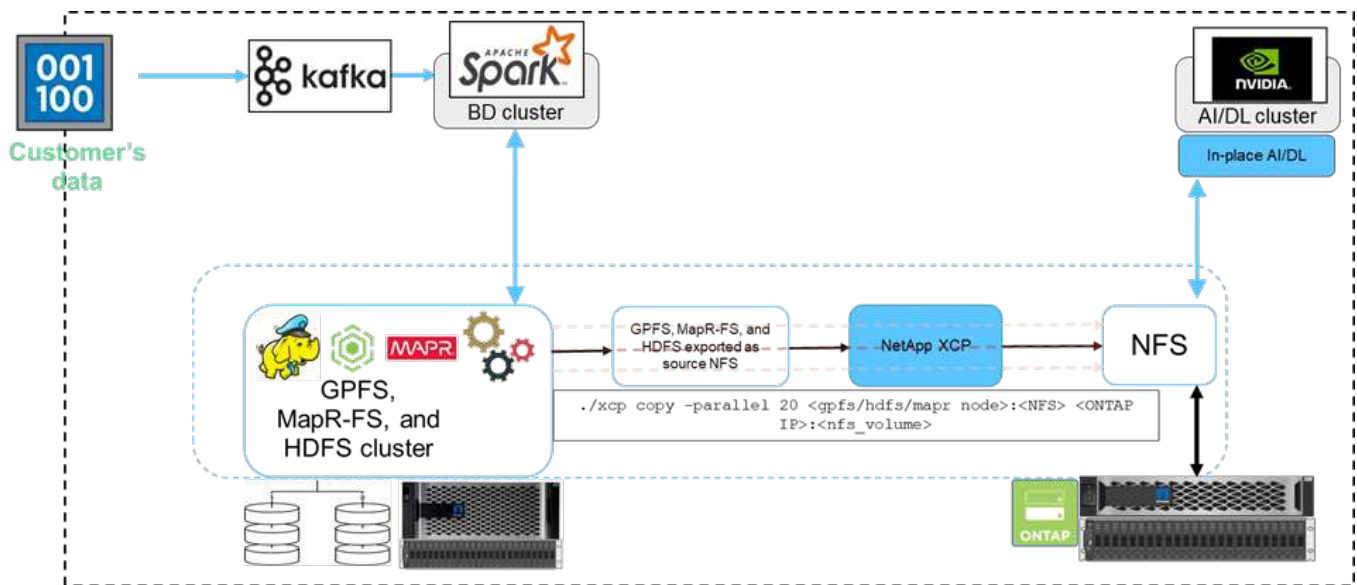 001
100
Customer's
data
kafka
APACHE
Spark™
BD cluster
NVIDIA.
AI/DL cluster
In-place AI/DL
MAPR
GPFS,
MapR-FS, and
HDFS cluster
GPFS, MapR-FS, and
HDFS exported as
source NFS
NetApp XCP
NFS
./xcp copy -parallel 20 <gpfs/hdfs/mapr node>:<NFS> <ONTAP
IP>:<nfs_volume>
ONTAP